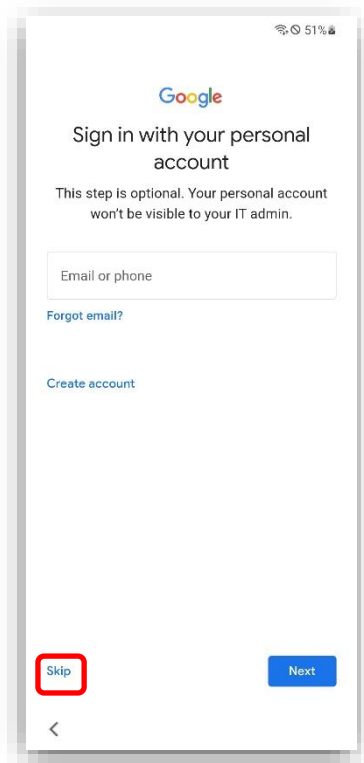 51%
Google
Sign in with your personal
account
This step is optional. Your personal account
won't be visible to your IT admin.
Email or phone
Forgot email?
Create account
Skip
Next